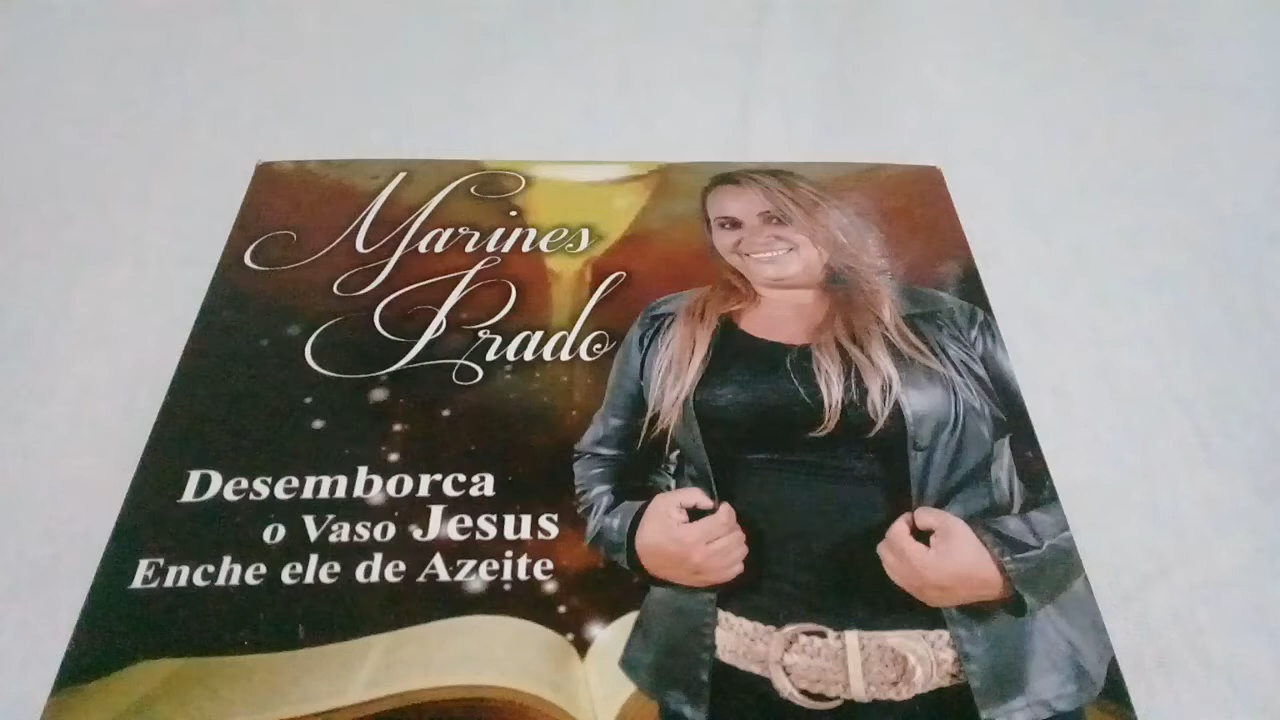 Marines
Prado
Desemborca
o Vaso Jesus
Enche ele de Azeite